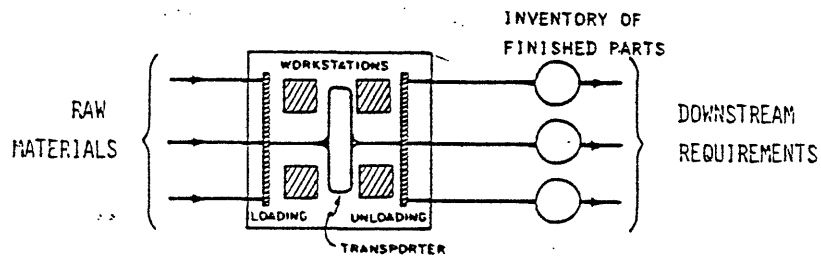 INVENTORY OF
FINISHED PARTS
WORKSTATIONS
RAW
MATERIALS
DOWNSTREAM
REQUIREMENTS
LOADING
UNLOADING
TRANSPORTER